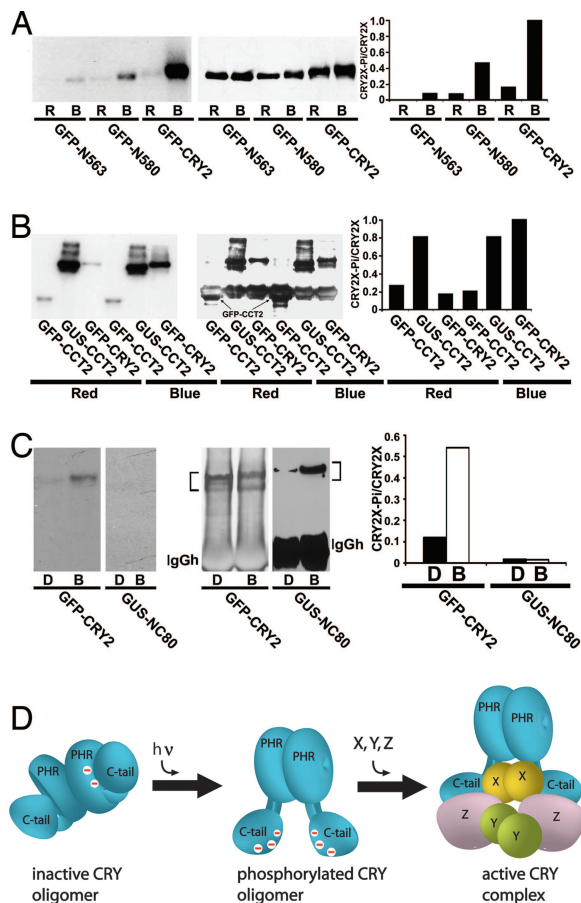 A
R B R B R B
GFP-N563
GFP-N580
GFP-CRY2
R B R B R B
GFP-N563
GFP-N580
GFP-CRY2
CRY2X-Pi/CRY2X
1.0
0.8
0.6
0.4
0.2
0
R B R B R B
GFP-N563
GFP-N580
GFP-CRY2
B
GFP-CCT2
GUS-CCT2
GFP-CRY2
GFP-CCT2
GUS-CCT2
GFP-CRY2
Red Blue
GFP-CCT2
GFP-CCT2
GUS-CCT2
GFP-CRY2
GFP-CCT2
GUS-CCT2
GFP-CRY2
Red Blue
CRY2X-Pi/CRY2X
1.0
0.8
0.6
0.4
0.2
0
GFP-CCT2
GUS-CCT2
GFP-CRY2
GFP-CCT2
GUS-CCT2
GFP-CRY2
Red Blue
C
D B D B
GFP-CRY2
GUS-NC80
IgGh
IgGh
D B D B
GFP-CRY2
GUS-NC80
CRY2X-Pi/CRY2X
0.6
0.5
0.4
0.3
0.2
0.1
0
D B D B
GFP-CRY2
GUS-NC80
D
PHR PHR
C-tail
C-tail
inactive CRY
oligomer
hν
PHR PHR
C-tail C-tail
phosphorylated CRY
oligomer
X, Y, Z
PHR PHR
C-tail X X C-tail
Z Y Y Z
active CRY
complex